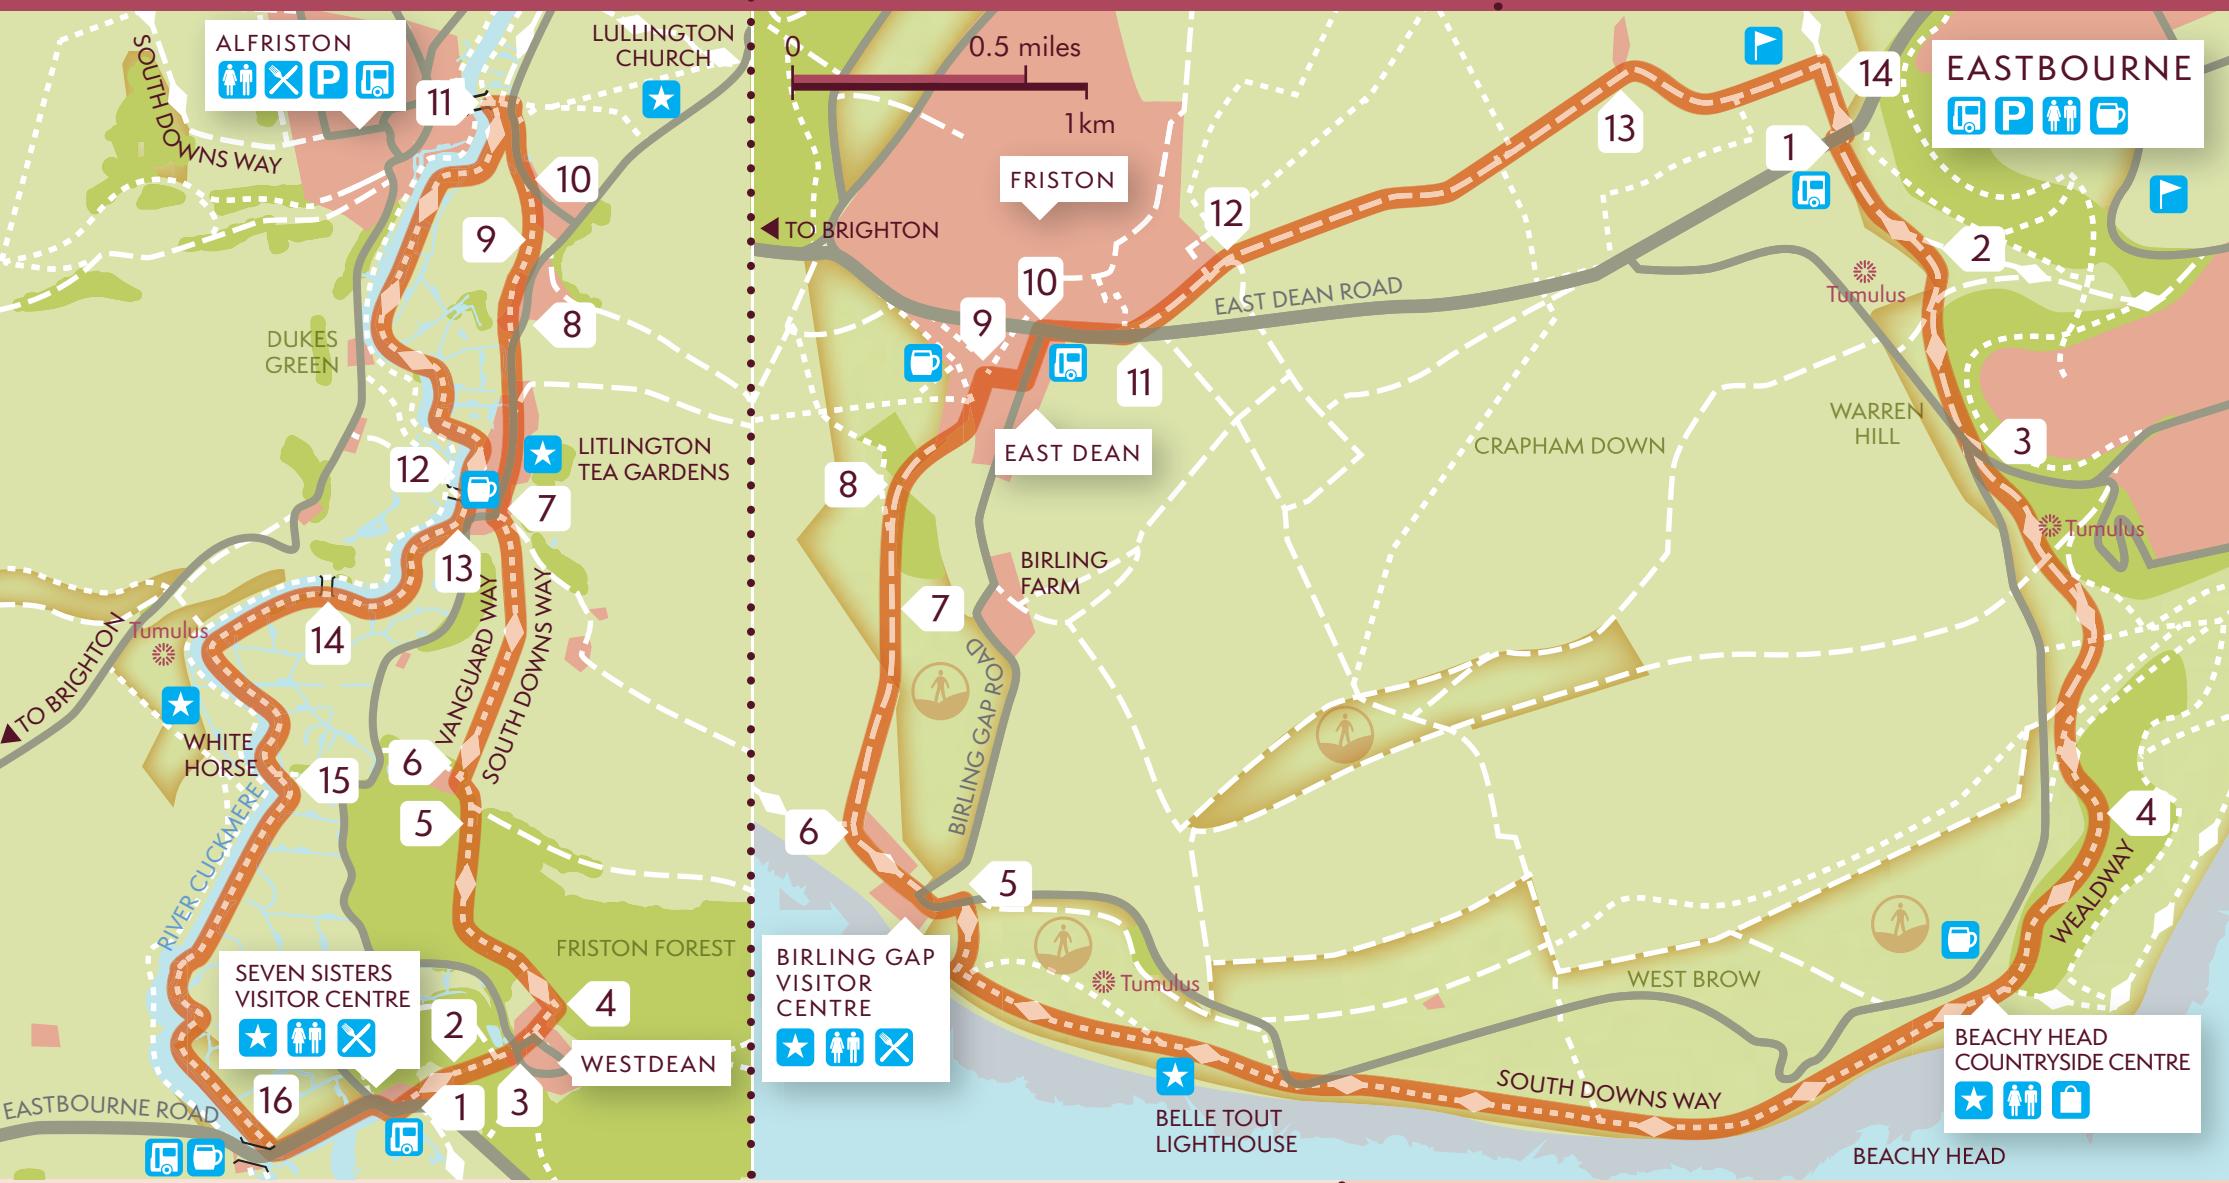 ALFRISTON
P
SOUTH DOWNS WAY
LULLINGTON
CHURCH
11
10
9
8
DUKES
GREEN
LITLINGTON
TEA GARDENS
12
7
13
14
Tumulus
TO BRIGHTON
WHITE
HORSE
VANGUARD WAY
SOUTH DOWNS WAY
6
15
5
RIVER CUCKMERE
FRISTON FOREST
SEVEN SISTERS
VISITOR CENTRE
4
2
WESTDEAN
16
1
3
EASTBOURNE ROAD
0
0.5 miles
1km
FRISTON
TO BRIGHTON
EASTBOURNE
P
14
13
1
12
2
Tumulus
10
EAST DEAN ROAD
9
11
EAST DEAN
CRAPHAM DOWN
WARREN
HILL
3
8
Tumulus
BIRLING
FARM
7
BIRLING GAP ROAD
6
4
5
WEALDWAY
BIRLING GAP
VISITOR
CENTRE
Tumulus
WEST BROW
SOUTH DOWNS WAY
BELLE TOUT
LIGHTHOUSE
BEACHY HEAD
COUNTRYSIDE CENTRE
BEACHY HEAD